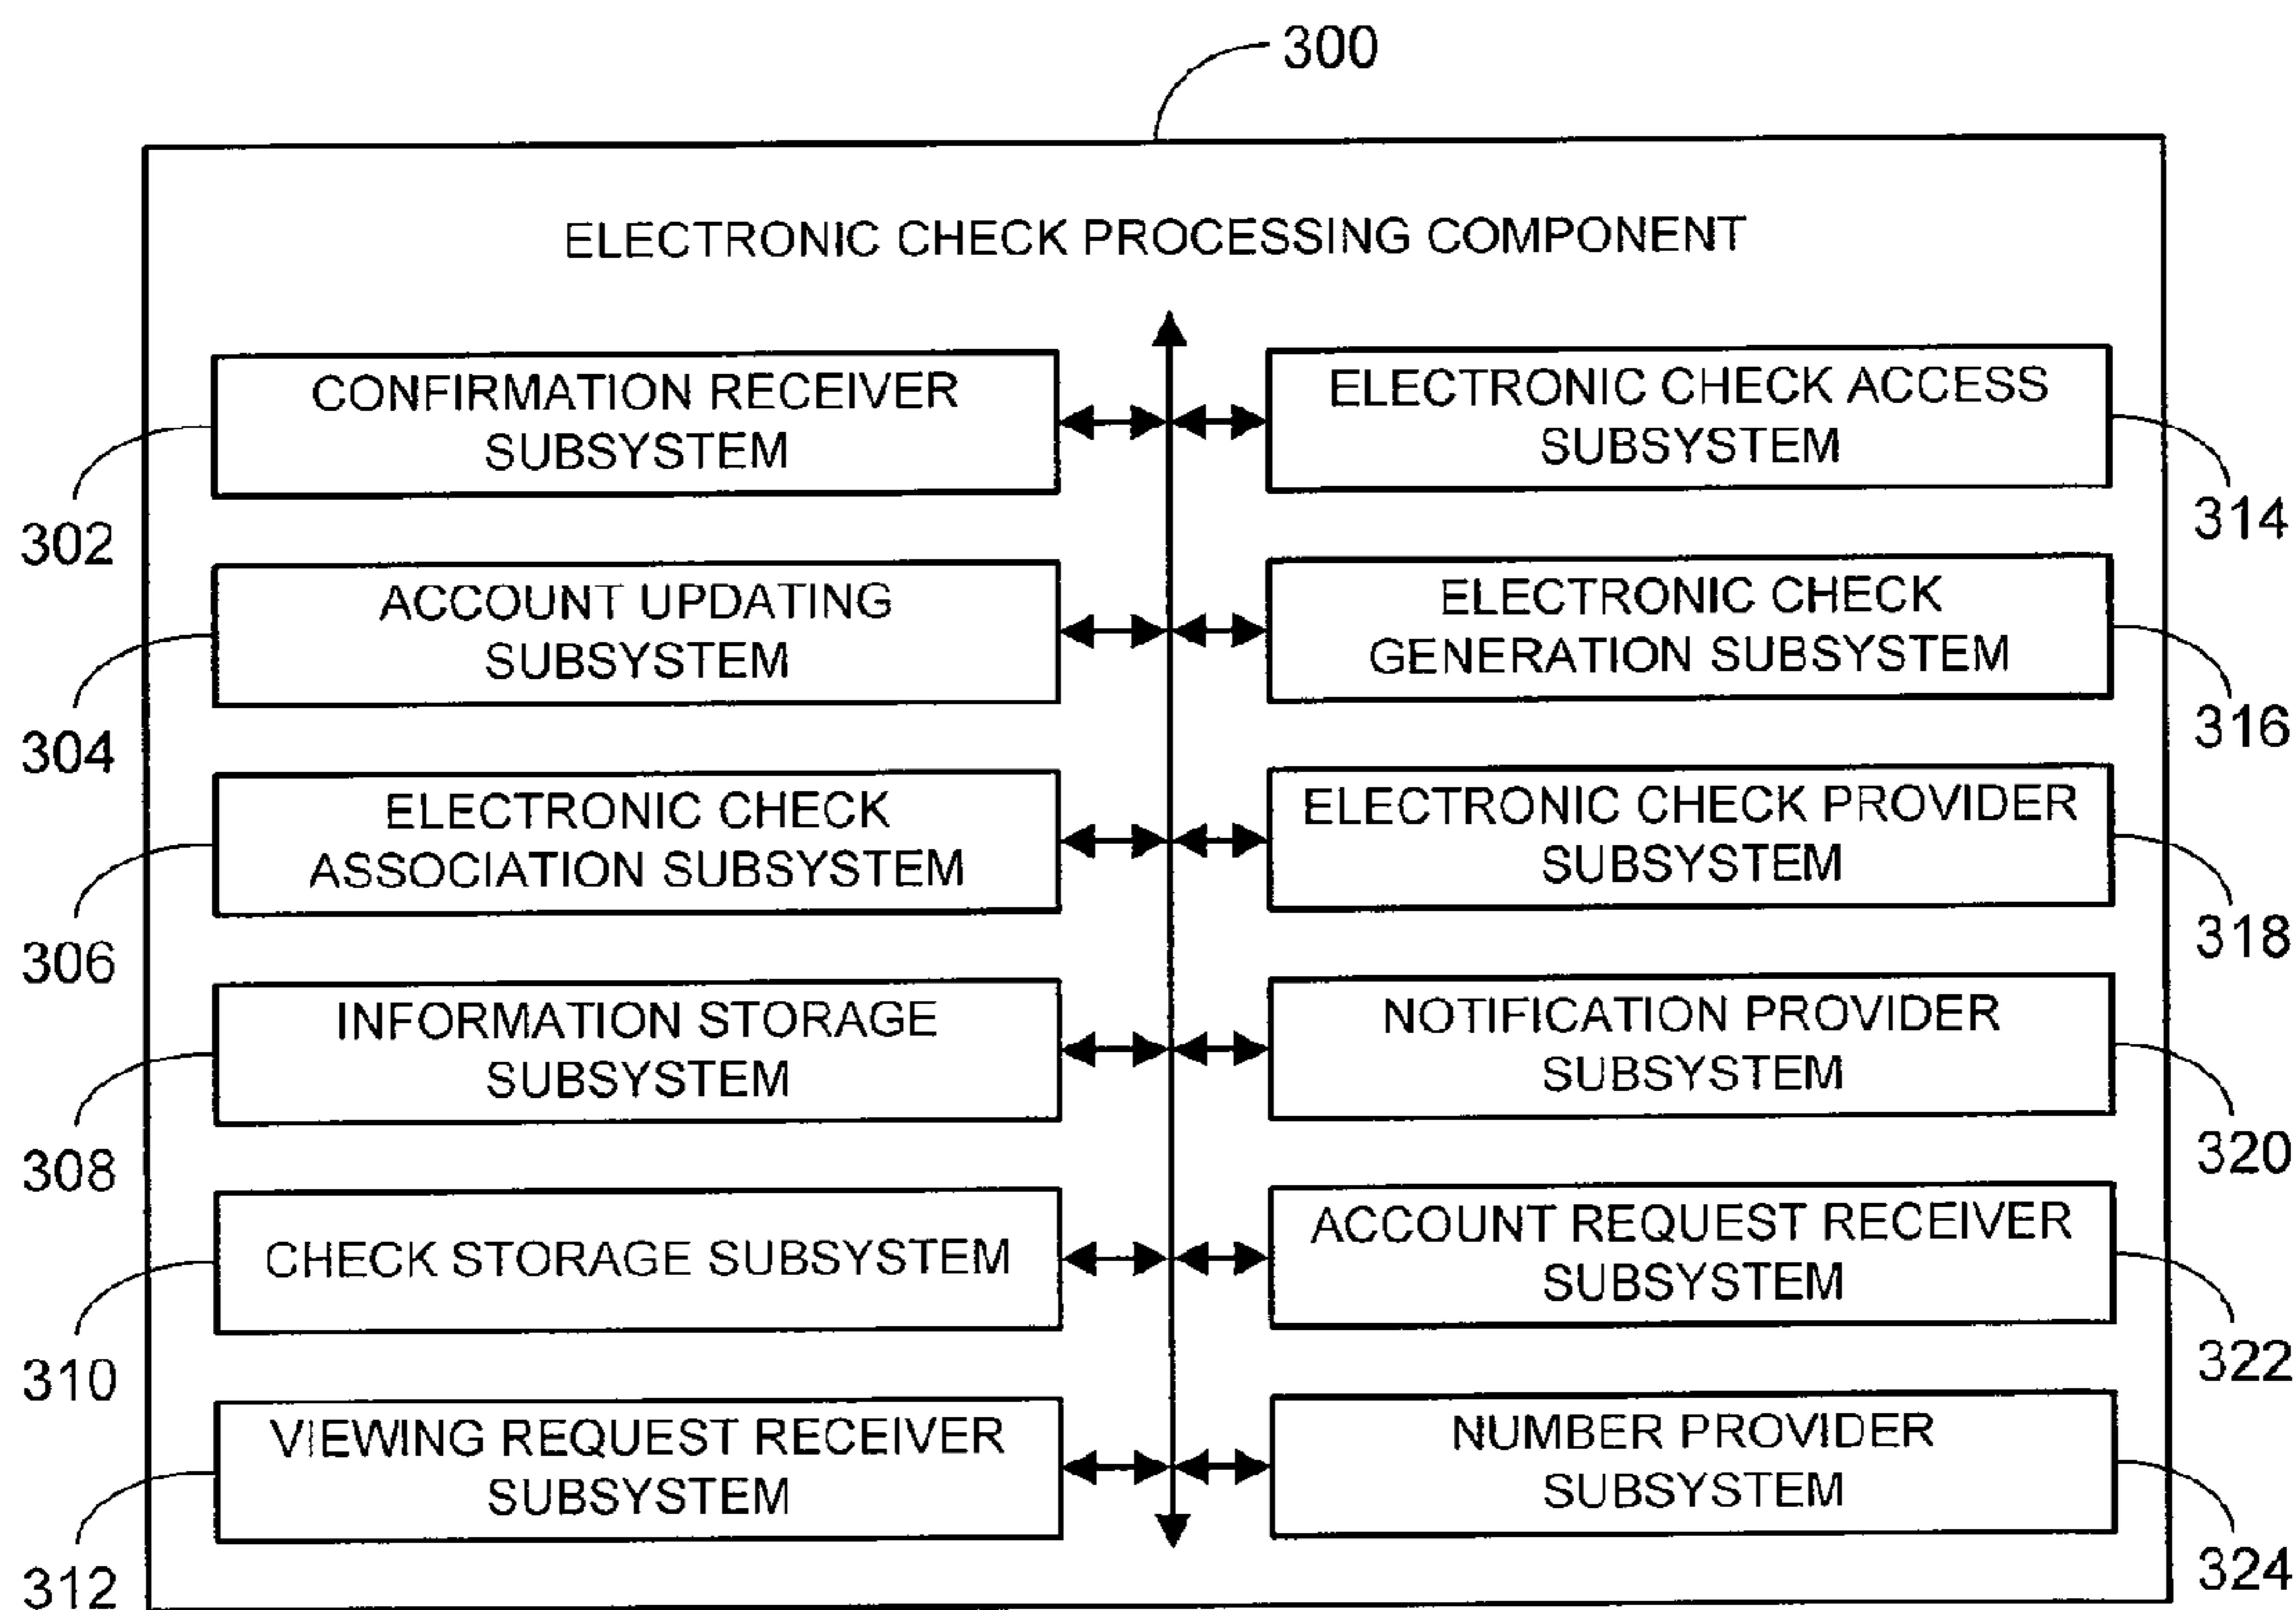 300
ELECTRONIC CHECK PROCESSING COMPONENT
CONFIRMATION RECEIVER
SUBSYSTEM
302
ACCOUNT UPDATING
SUBSYSTEM
304
ELECTRONIC CHECK
ASSOCIATION SUBSYSTEM
306
INFORMATION STORAGE
SUBSYSTEM
308
CHECK STORAGE SUBSYSTEM
310
VIEWING REQUEST RECEIVER
SUBSYSTEM
312
ELECTRONIC CHECK ACCESS
SUBSYSTEM
314
ELECTRONIC CHECK
GENERATION SUBSYSTEM
316
ELECTRONIC CHECK PROVIDER
SUBSYSTEM
318
NOTIFICATION PROVIDER
SUBSYSTEM
320
ACCOUNT REQUEST RECEIVER
SUBSYSTEM
322
NUMBER PROVIDER
SUBSYSTEM
324